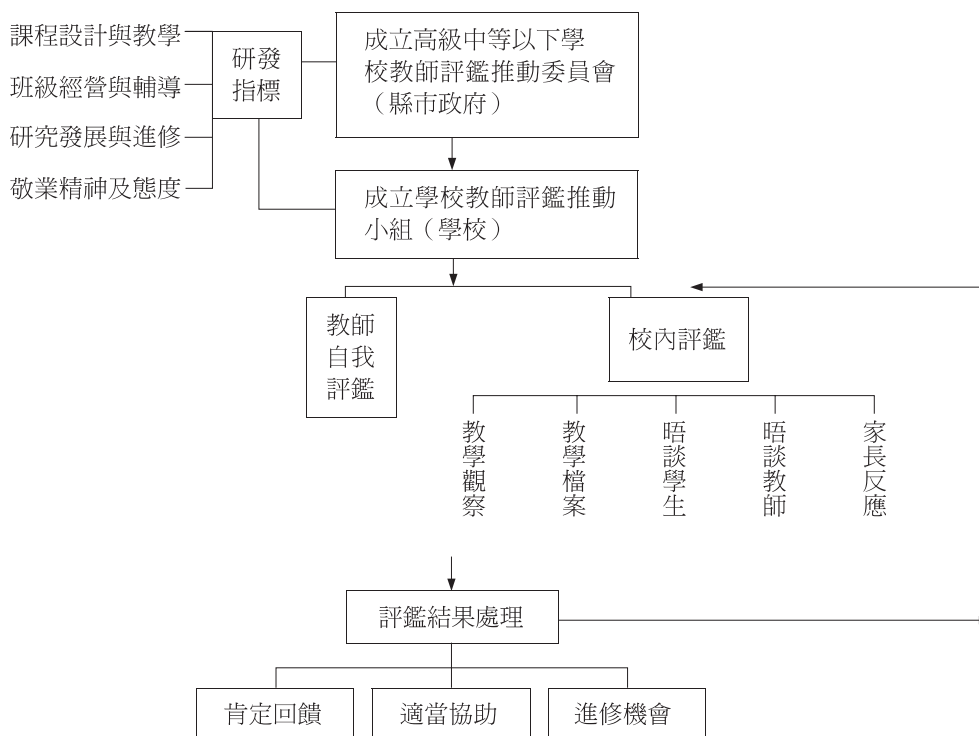 課程設計與教學
班級經營與輔導
研究發展與進修
敬業精神及態度
研發
指標
成立高級中等以下學
校教師評鑑推動委員會
（縣市政府）
成立學校教師評鑑推動
小組（學校）
教師
自我
評鑑
校內評鑑
教學觀察
教學檔案
晤談學生
晤談教師
家長反應
評鑑結果處理
肯定回饋
適當協助
進修機會